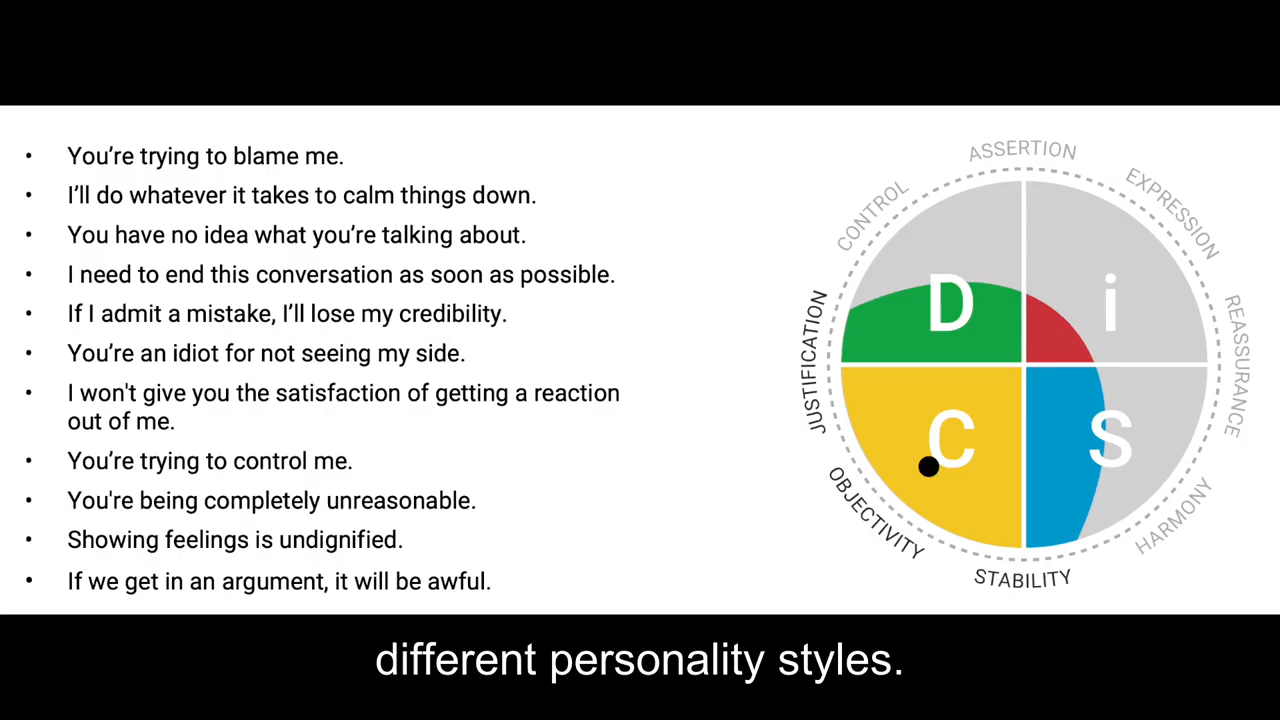 • You’re trying to blame me.
• I’ll do whatever it takes to calm things down.
• You have no idea what you’re talking about.
• I need to end this conversation as soon as possible.
• If I admit a mistake, I’ll lose my credibility.
• You’re an idiot for not seeing my side.
• I won't give you the satisfaction of getting a reaction
out of me.
• You’re trying to control me.
• You're being completely unreasonable.
• Showing feelings is undignified.
• If we get in an argument, it will be awful.
ASSERTION
EXPRESSION
REASSURANCE
HARMONY
STABILITY
OBJECTIVITY
JUSTIFICATION
CONTROL
D
i
C
S
different personality styles.